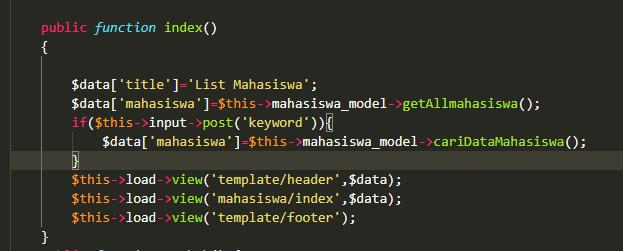 public function index()
{
$data['title']='List Mahasiswa';
$data['mahasiswa']=$this->mahasiswa_model->getAllmahasiswa();
if($this->input->post('keyword')){
$data['mahasiswa']=$this->mahasiswa_model->cariDataMahasiswa();
}
$this->load->view('template/header',$data);
$this->load->view('mahasiswa/index',$data);
$this->load->view('template/footer');
}